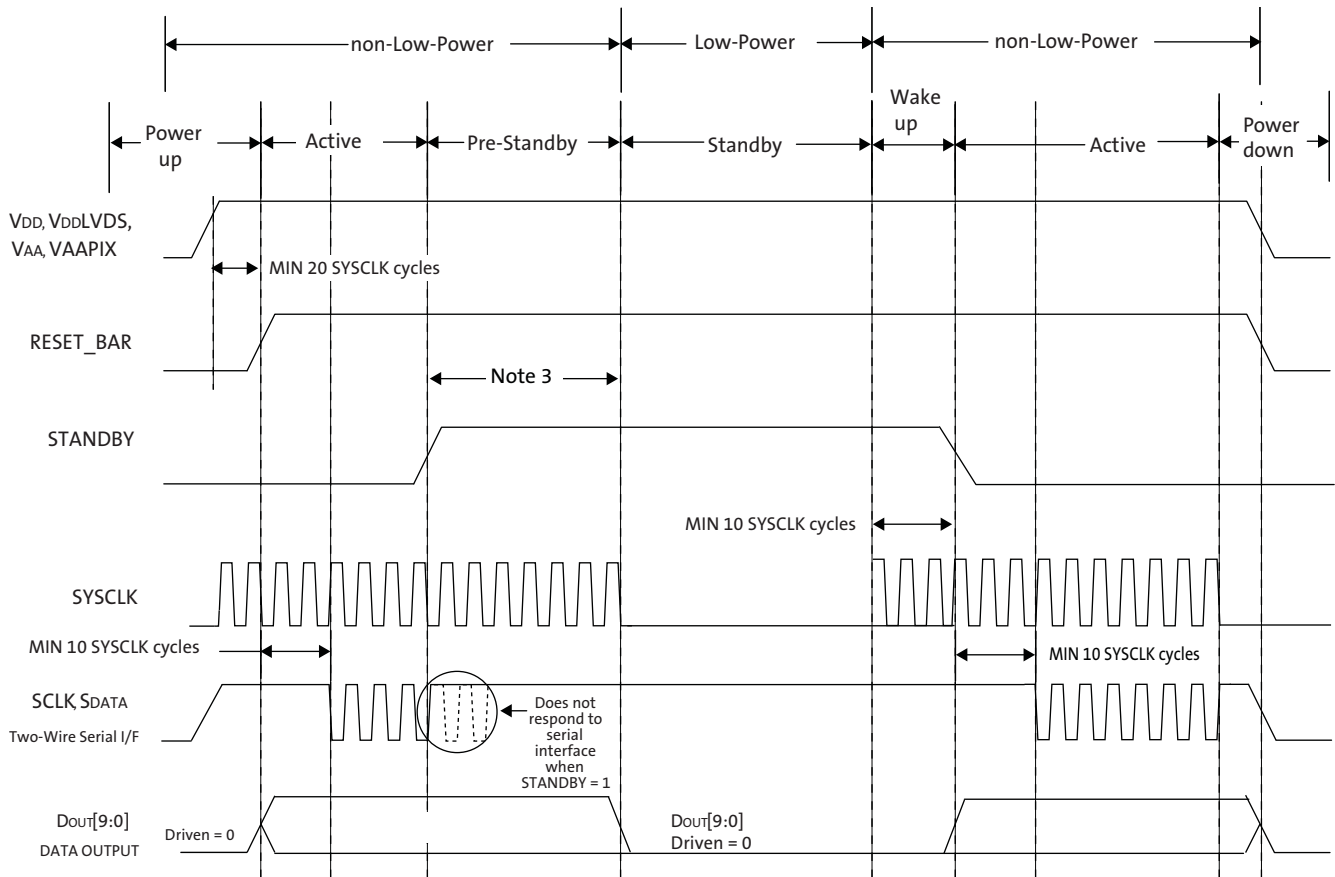 non-Low-Power
Low-Power
non-Low-Power
Power
up
Active
Pre-Standby
Standby
Wake
up
Active
Power
down
VDD, VDDLVDS,
VAA, VAAPIX
MIN 20 SYSCLK cycles
RESET_BAR
Note 3
STANDBY
MIN 10 SYSCLK cycles
SYSCLK
MIN 10 SYSCLK cycles
MIN 10 SYSCLK cycles
SCLK, SDATA
Two-Wire Serial I/F
Does not
respond to
serial
interface
when
STANDBY = 1
DOUT[9:0]
DATA OUTPUT
Driven = 0
DOUT[9:0]
Driven = 0